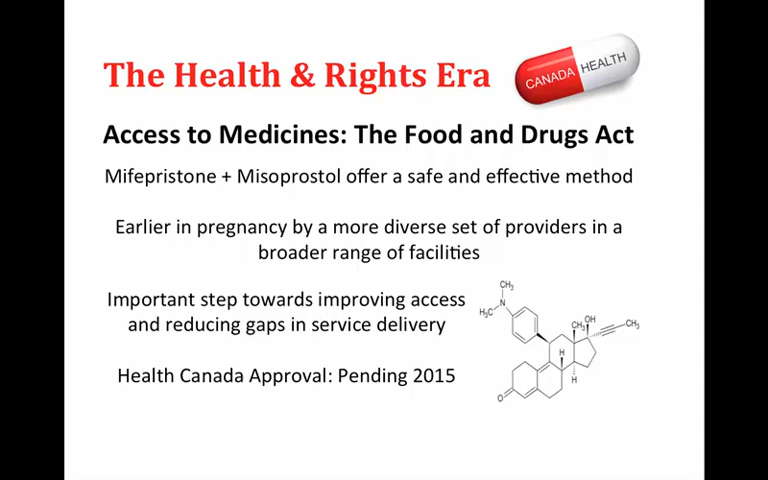 The Health & Rights Era
CANADA HEALTH
Access to Medicines: The Food and Drugs Act
Mifepristone + Misoprostol offer a safe and effective method
Earlier in pregnancy by a more diverse set of providers in a
broader range of facilities
Important step towards improving access
and reducing gaps in service delivery
Health Canada Approval: Pending 2015
CH₃
N
H₃C
CH₃
OH
CH₃
H
H
O